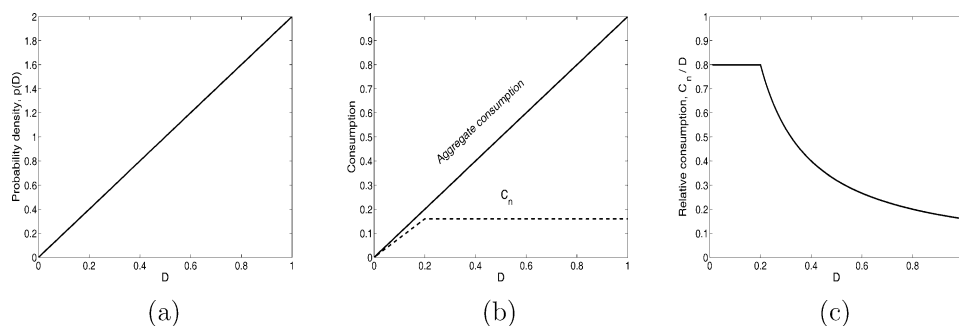 2
1.8
1.6
1.4
1.2
1
0.8
0.6
0.4
0.2
0
0 0.2 0.4 0.6 0.8 1
Probability density, p(D)
D
(a)
1
0.9
0.8
0.7
0.6
0.5
0.4
0.3
0.2
0.1
0
0 0.2 0.4 0.6 0.8 1
Consumption
Aggregate consumption
C_n
D
(b)
1
0.9
0.8
0.7
0.6
0.5
0.4
0.3
0.2
0.1
0
0 0.2 0.4 0.6 0.8
Relative consumption, C_n / D
D
(c)